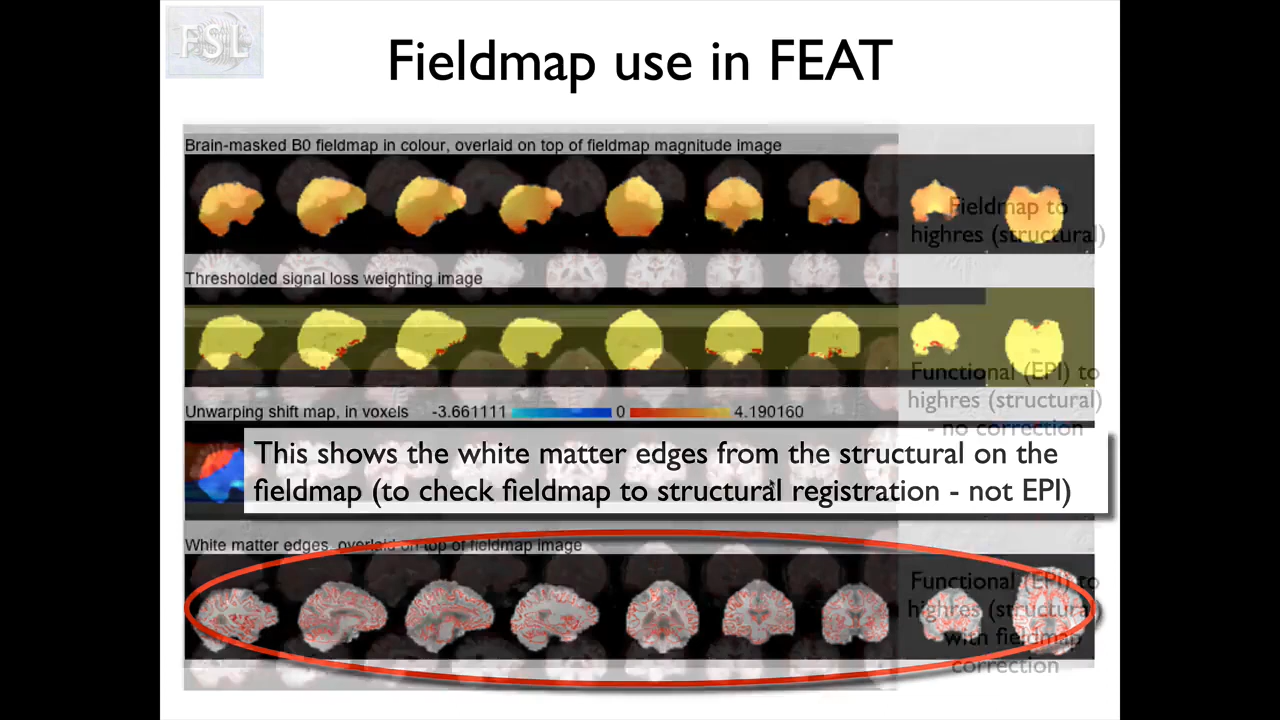 FSL
Fieldmap use in FEAT
Brain-masked B0 fieldmap in colour, overlaid on top of fieldmap magnitude image
Fieldmap to
highres (structural)
Thresholded signal loss weighting image
Functional (EPI) to
highres (structural)
- no correction
Unwarping shift map, in voxels -3.661111 0 4.190160
This shows the white matter edges from the structural on the
fieldmap (to check fieldmap to structural registration - not EPI)
White matter edges, overlaid on top of fieldmap image
Functional (EPI) to
highres (structural)
with fieldmap
correction